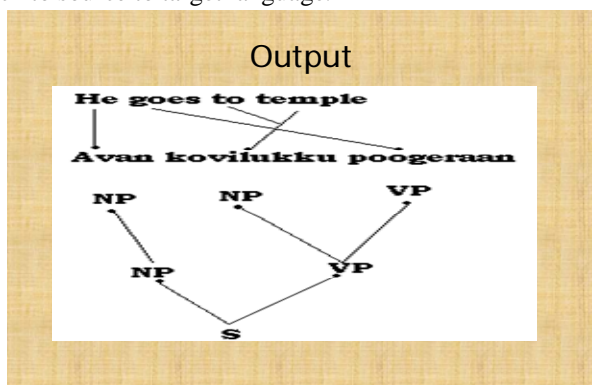 Output
He goes to temple
Avan kovilukku poogeraan
NP NP VP
NP VP
S